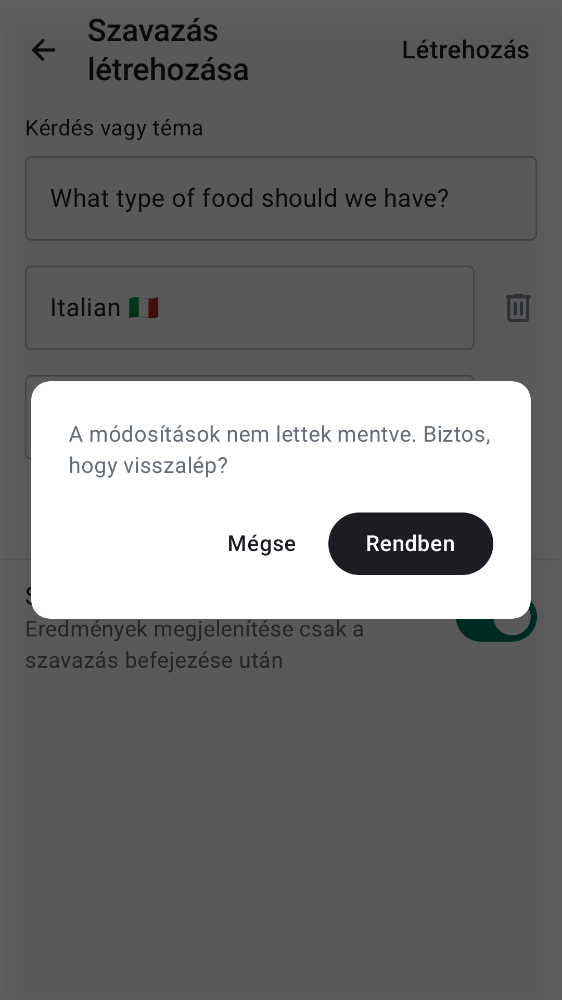 Szavazás
létrehozása
Létrehozás
Kérdés vagy téma
What type of food should we have?
Italian 🇮🇹
A módosítások nem lettek mentve. Biztos,
hogy visszalép?
Mégse
Rendben
Eredmények megjelenítése csak a
szavazás befejezése után